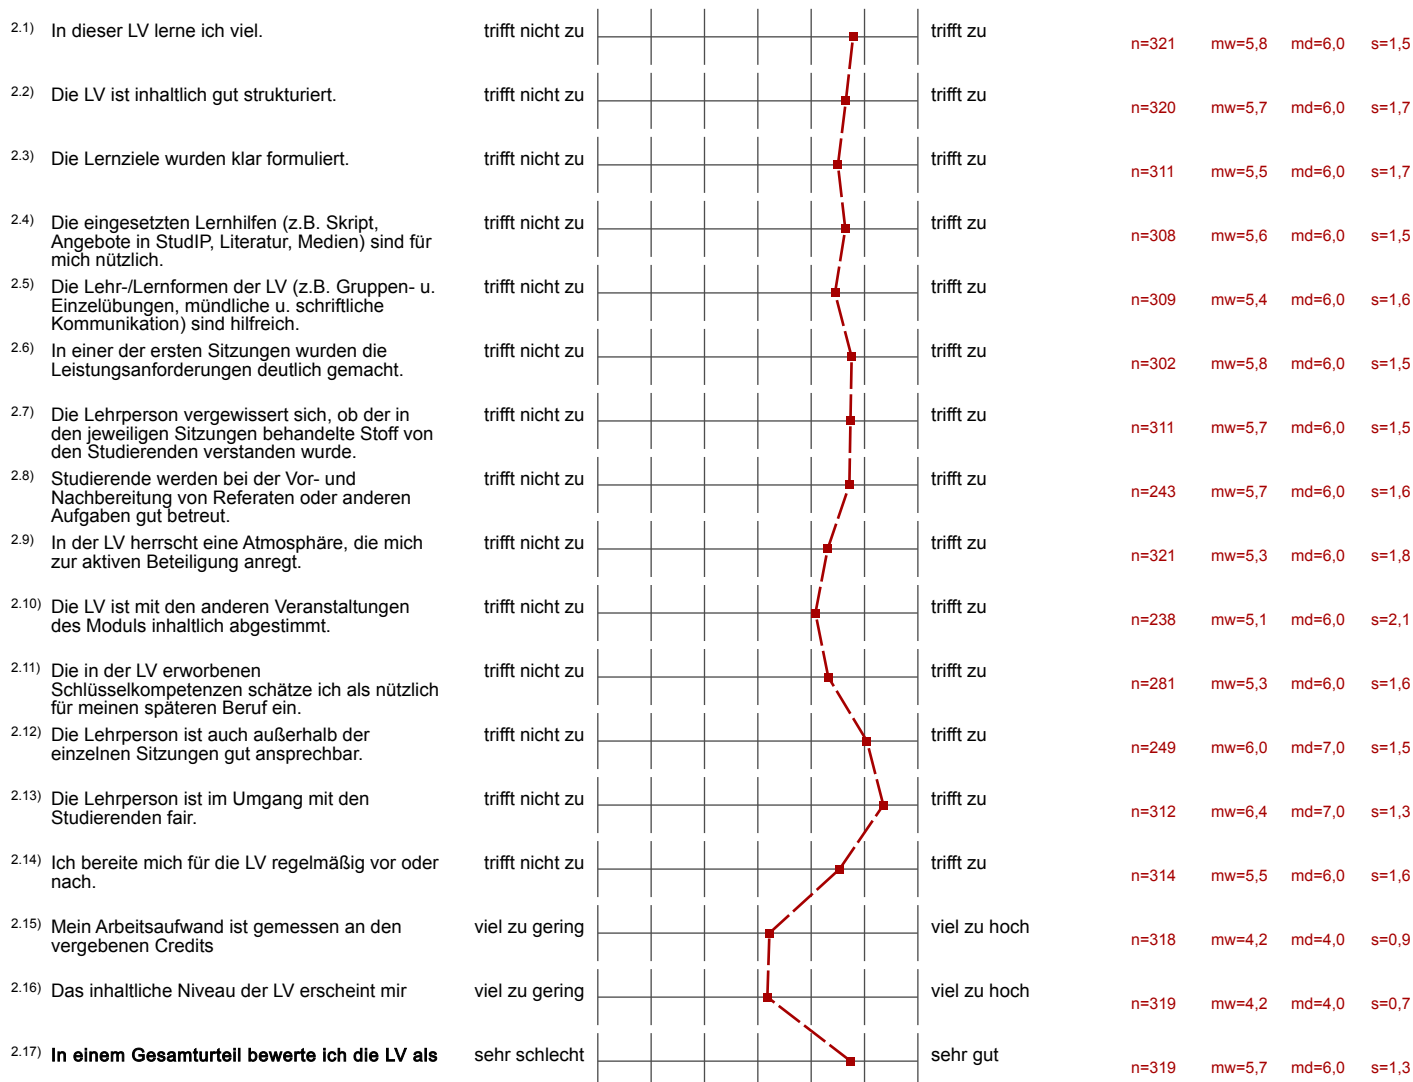 2.1) In dieser LV lerne ich viel. trifft nicht zu trifft zu n=321 mw=5,8 md=6,0 s=1,5
2.2) Die LV ist inhaltlich gut strukturiert. trifft nicht zu trifft zu n=320 mw=5,7 md=6,0 s=1,7
2.3) Die Lernziele wurden klar formuliert. trifft nicht zu trifft zu n=311 mw=5,5 md=6,0 s=1,7
2.4) Die eingesetzten Lernhilfen (z.B. Skript, trifft nicht zu trifft zu n=308 mw=5,6 md=6,0 s=1,5
Angebote in StudIP, Literatur, Medien) sind für
mich nützlich.
2.5) Die Lehr-/Lernformen der LV (z.B. Gruppen- u. trifft nicht zu trifft zu n=309 mw=5,4 md=6,0 s=1,6
Einzelübungen, mündliche u. schriftliche
Kommunikation) sind hilfreich.
2.6) In einer der ersten Sitzungen wurden die trifft nicht zu trifft zu n=302 mw=5,8 md=6,0 s=1,5
Leistungsanforderungen deutlich gemacht.
2.7) Die Lehrperson vergewissert sich, ob der in trifft nicht zu trifft zu n=311 mw=5,7 md=6,0 s=1,5
den jeweiligen Sitzungen behandelte Stoff von
den Studierenden verstanden wurde.
2.8) Studierende werden bei der Vor- und trifft nicht zu trifft zu n=243 mw=5,7 md=6,0 s=1,6
Nachbereitung von Referaten oder anderen
Aufgaben gut betreut.
2.9) In der LV herrscht eine Atmosphäre, die mich trifft nicht zu trifft zu n=321 mw=5,3 md=6,0 s=1,8
zur aktiven Beteiligung anregt.
2.10) Die LV ist mit den anderen Veranstaltungen trifft nicht zu trifft zu n=238 mw=5,1 md=6,0 s=2,1
des Moduls inhaltlich abgestimmt.
2.11) Die in der LV erworbenen trifft nicht zu trifft zu n=281 mw=5,3 md=6,0 s=1,6
Schlüsselkompetenzen schätze ich als nützlich
für meinen späteren Beruf ein.
2.12) Die Lehrperson ist auch außerhalb der trifft nicht zu trifft zu n=249 mw=6,0 md=7,0 s=1,5
einzelnen Sitzungen gut ansprechbar.
2.13) Die Lehrperson ist im Umgang mit den trifft nicht zu trifft zu n=312 mw=6,4 md=7,0 s=1,3
Studierenden fair.
2.14) Ich bereite mich für die LV regelmäßig vor oder trifft nicht zu trifft zu n=314 mw=5,5 md=6,0 s=1,6
nach.
2.15) Mein Arbeitsaufwand ist gemessen an den viel zu gering viel zu hoch n=318 mw=4,2 md=4,0 s=0,9
vergebenen Credits
2.16) Das inhaltliche Niveau der LV erscheint mir viel zu gering viel zu hoch n=319 mw=4,2 md=4,0 s=0,7
2.17) In einem Gesamturteil bewerte ich die LV als sehr schlecht sehr gut n=319 mw=5,7 md=6,0 s=1,3